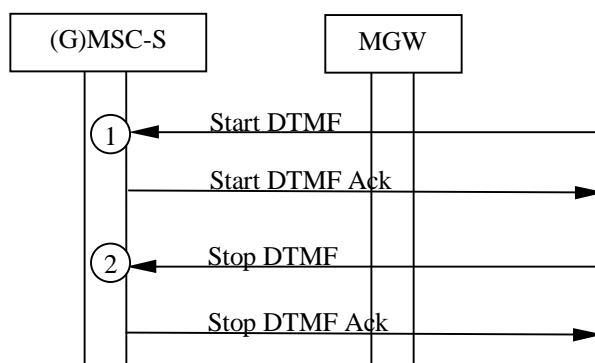 (G)MSC-S
MGW
1
Start DTMF
Start DTMF Ack
2
Stop DTMF
Stop DTMF Ack